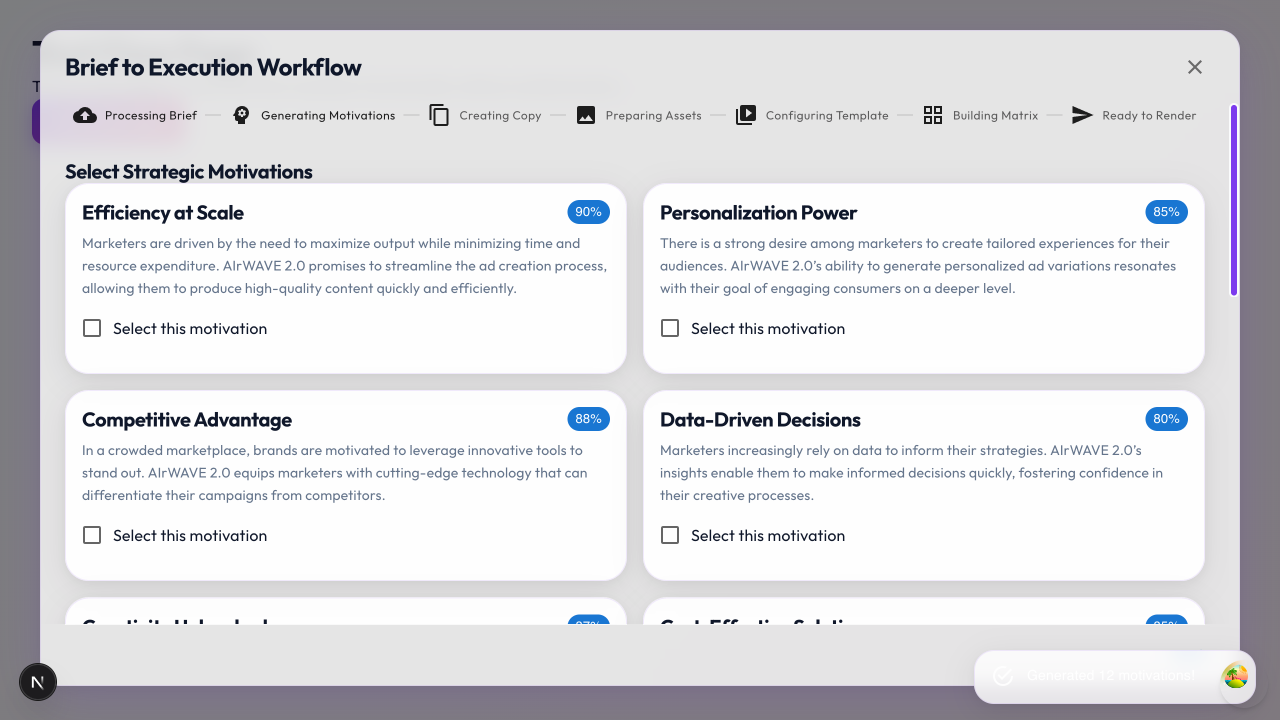 Brief to Execution Workflow
Processing Brief
Generating Motivations
Creating Copy
Preparing Assets
Configuring Template
Building Matrix
Ready to Render
Select Strategic Motivations
Efficiency at Scale
90%
Marketers are driven by the need to maximize output while minimizing time and
resource expenditure. AIrWAVE 2.0 promises to streamline the ad creation process,
allowing them to produce high-quality content quickly and efficiently.
Select this motivation
Personalization Power
85%
There is a strong desire among marketers to create tailored experiences for their
audiences. AIrWAVE 2.0's ability to generate personalized ad variations resonates
with their goal of engaging consumers on a deeper level.
Select this motivation
Competitive Advantage
88%
In a crowded marketplace, brands are motivated to leverage innovative tools to
stand out. AIrWAVE 2.0 equips marketers with cutting-edge technology that can
differentiate their campaigns from competitors.
Select this motivation
Data-Driven Decisions
80%
Marketers increasingly rely on data to inform their strategies. AIrWAVE 2.0's
insights enable them to make informed decisions quickly, fostering confidence in
their creative processes.
Select this motivation
N
Generated 12 motivations!